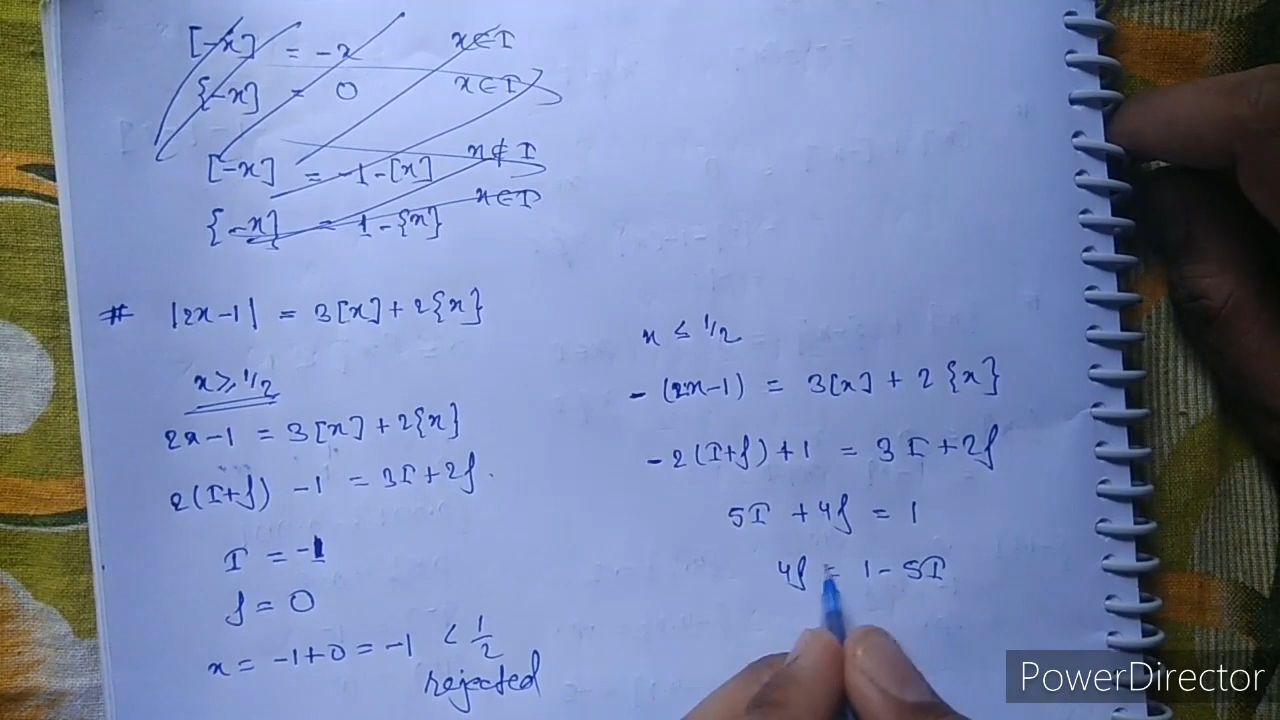 [-x] = -x x∈I
{-x} = 0 x∈I
[-x] = -1-[x] x∉I
{-x} = 1-{x} x∈I
# |2x-1| = 3[x]+2{x}
x≥1/2
2x-1 = 3[x]+2{x}
2(I+f) -1 = 3I+2f.
I = -1
f = 0
x = -1+0 = -1 < 1/2
rejected
x ≤ 1/2
- (2x-1) = 3[x] + 2{x}
-2(I+f)+1 = 3I+2f
5I +4f = 1
4f = 1-5I
PowerDirector